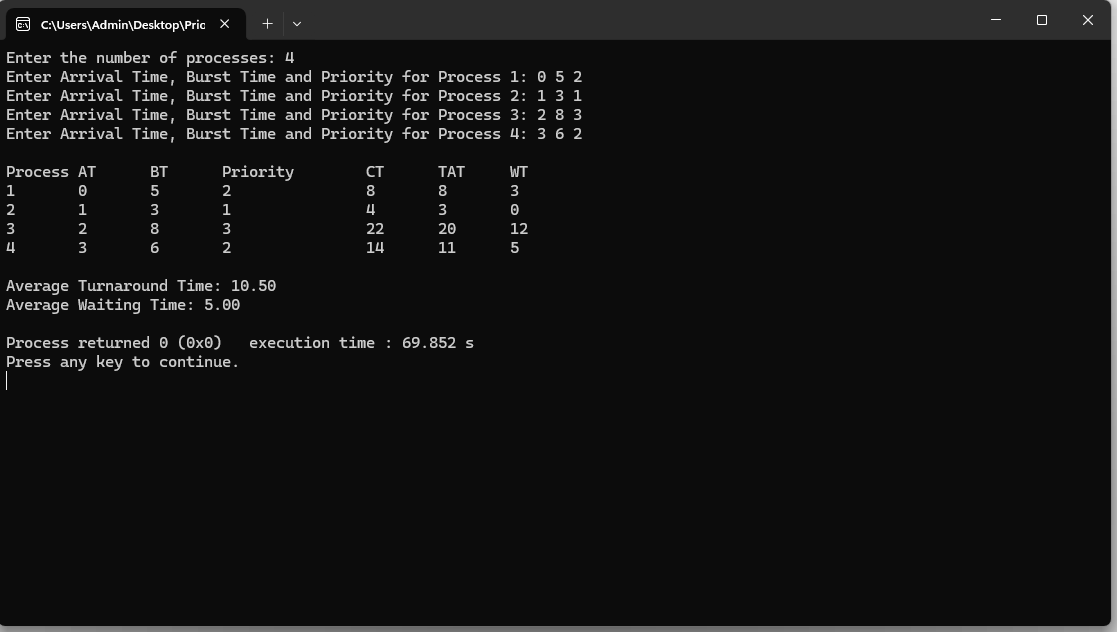 C:\Users\Admin\Desktop\Pric
Enter the number of processes: 4
Enter Arrival Time, Burst Time and Priority for Process 1: 0 5 2
Enter Arrival Time, Burst Time and Priority for Process 2: 1 3 1
Enter Arrival Time, Burst Time and Priority for Process 3: 2 8 3
Enter Arrival Time, Burst Time and Priority for Process 4: 3 6 2
Process AT BT Priority CT TAT WT
1 0 5 2 8 8 3
2 1 3 1 4 3 0
3 2 8 3 22 20 12
4 3 6 2 14 11 5
Average Turnaround Time: 10.50
Average Waiting Time: 5.00
Process returned 0 (0x0) execution time : 69.852 s
Press any key to continue.